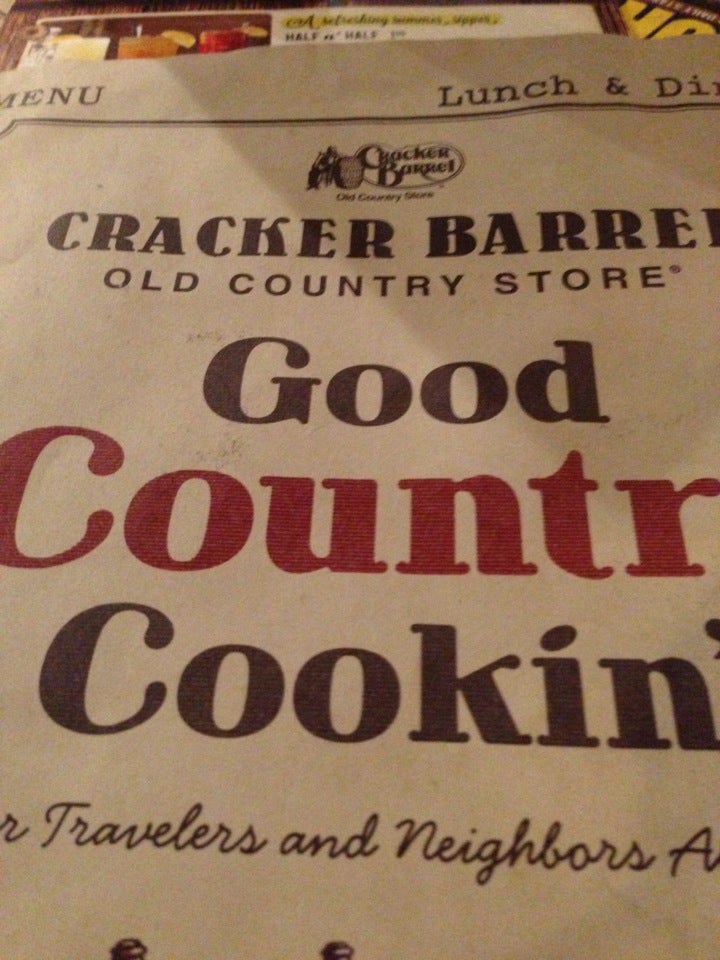 A refreshing summer sipper.
HALF n' HALF
MENU
Lunch & Di
Cracker
Barrel
Old Country Store
CRACKER BARREL
OLD COUNTRY STORE®
Good
Countr
Cookin'
r Travelers and Neighbors A